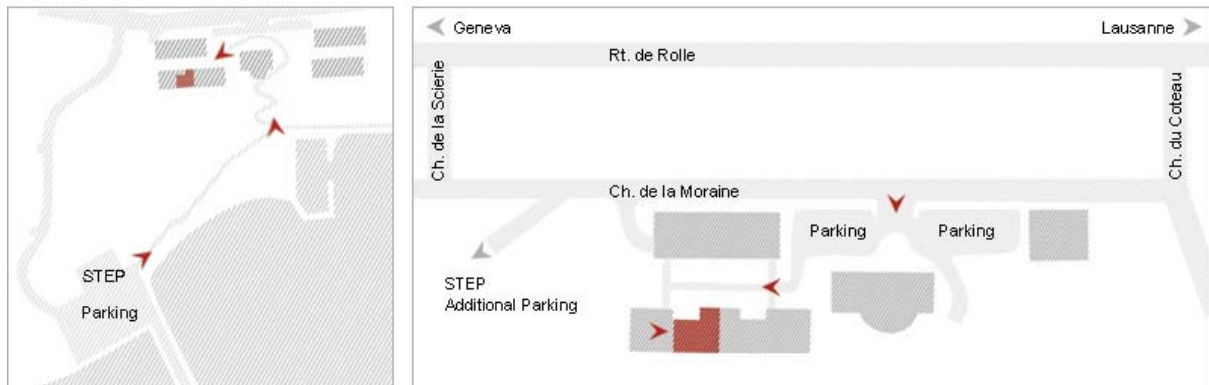 STEP
Parking
Geneva
Lausanne
Rt. de Rolle
Ch. de la Scierie
Ch. du Coteau
Ch. de la Moraine
Parking
Parking
STEP
Additional Parking